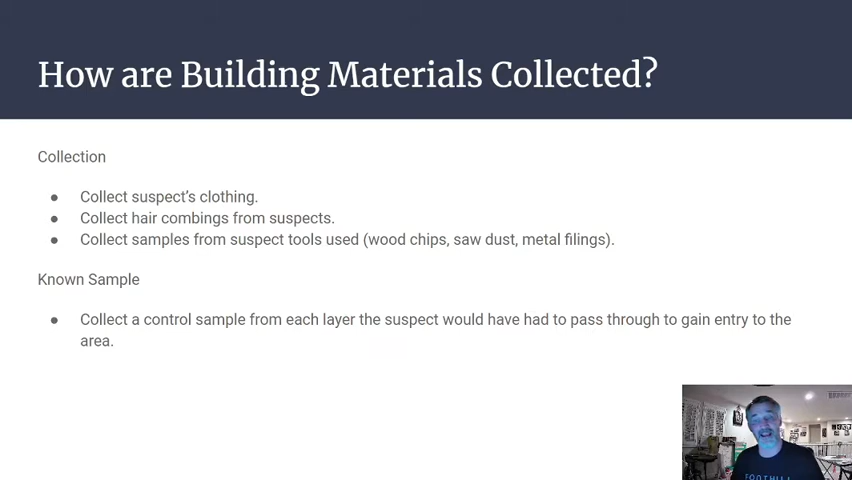 How are Building Materials Collected?
Collection
● Collect suspect's clothing.
● Collect hair combings from suspects.
● Collect samples from suspect tools used (wood chips, saw dust, metal filings).
Known Sample
● Collect a control sample from each layer the suspect would have had to pass through to gain entry to the
area.
FOOTHILL